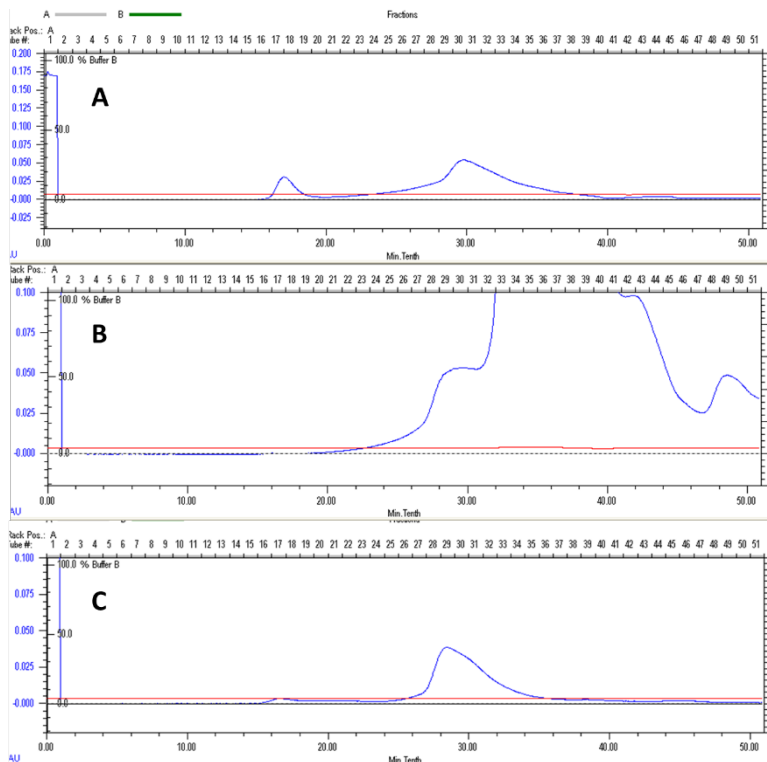 A B Fractions
ack Pos.: A
ube #: 1 2 3 4 5 6 7 8 9 10 11 12 13 14 15 16 17 18 19 20 21 22 23 24 25 26 27 28 29 30 31 32 33 34 35 36 37 38 39 40 41 42 43 44 45 46 47 48 49 50 51
0.200 100.0 % Buffer B
0.175
0.150
A
0.125
0.100 50.0
0.075
0.050
0.025
-0.000 0.0
-0.025
0.00 10.00 20.00 30.00 40.00 50.00
AU Min.Tenth
Rack Pos.: A
ube #: 1 2 3 4 5 6 7 8 9 10 11 12 13 14 15 16 17 18 19 20 21 22 23 24 25 26 27 28 29 30 31 32 33 34 35 36 37 38 39 40 41 42 43 44 45 46 47 48 49 50 51
0.100 100.0 % Buffer B
0.075
B
0.050 50.0
0.025
-0.000 0.0
0.00 10.00 20.00 30.00 40.00 50.00
AU Min.Tenth
Rack Pos.: A
ube #: 1 2 3 4 5 6 7 8 9 10 11 12 13 14 15 16 17 18 19 20 21 22 23 24 25 26 27 28 29 30 31 32 33 34 35 36 37 38 39 40 41 42 43 44 45 46 47 48 49 50 51
0.100 100.0 % Buffer B
0.075
C
0.050 50.0
0.025
-0.000 0.0
0.00 10.00 20.00 30.00 40.00 50.00
AU Min.Tenth